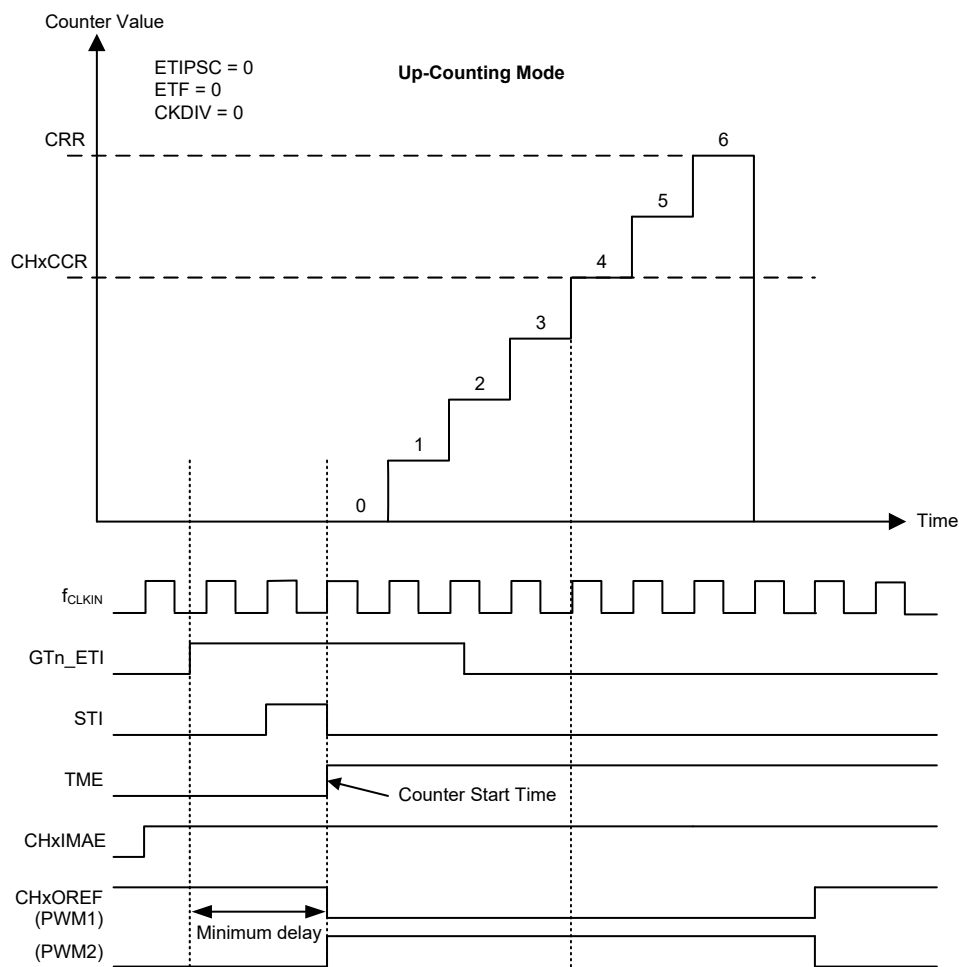 Counter Value
ETIPSC = 0
ETF = 0
CKDIV = 0
Up-Counting Mode
CRR
6
5
CHxCCR
4
3
2
1
0
Time
fCLKIN
GTn_ETI
STI
TME
Counter Start Time
CHxIMAE
CHxOREF
(PWM1)
Minimum delay
(PWM2)